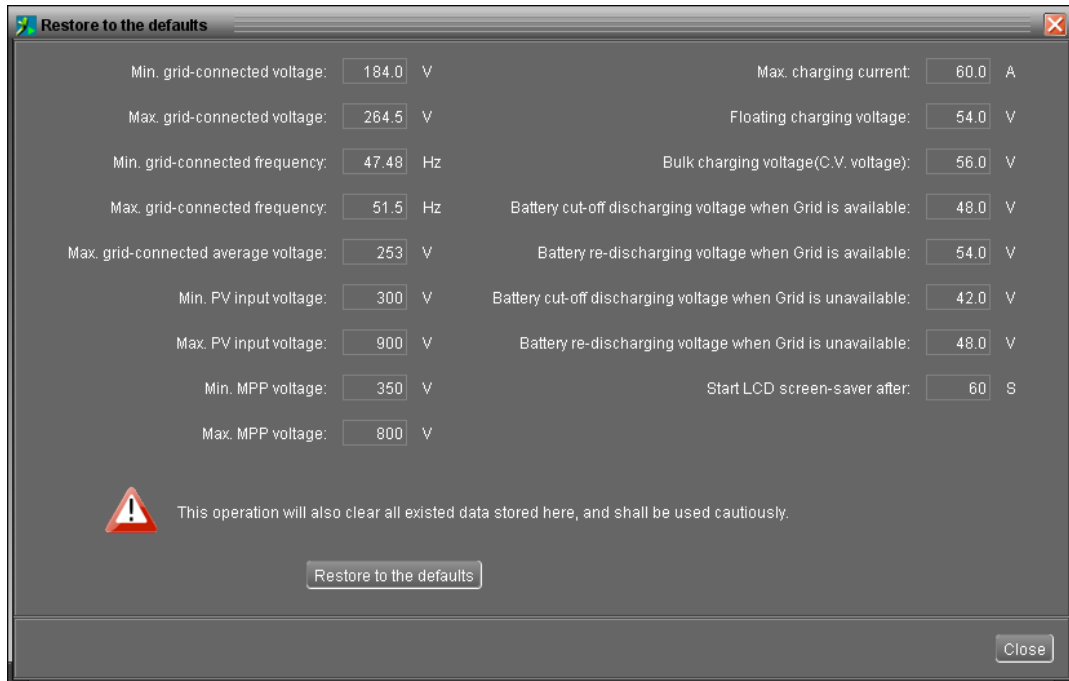 Restore to the defaults
Min. grid-connected voltage: 184.0 V
Max. grid-connected voltage: 264.5 V
Min. grid-connected frequency: 47.48 Hz
Max. grid-connected frequency: 51.5 Hz
Max. grid-connected average voltage: 253 V
Min. PV input voltage: 300 V
Max. PV input voltage: 900 V
Min. MPP voltage: 350 V
Max. MPP voltage: 800 V
Max. charging current: 60.0 A
Floating charging voltage: 54.0 V
Bulk charging voltage(C.V. voltage): 56.0 V
Battery cut-off discharging voltage when Grid is available: 48.0 V
Battery re-discharging voltage when Grid is available: 54.0 V
Battery cut-off discharging voltage when Grid is unavailable: 42.0 V
Battery re-discharging voltage when Grid is unavailable: 48.0 V
Start LCD screen-saver after: 60 S
This operation will also clear all existed data stored here, and shall be used cautiously.
Restore to the defaults
Close